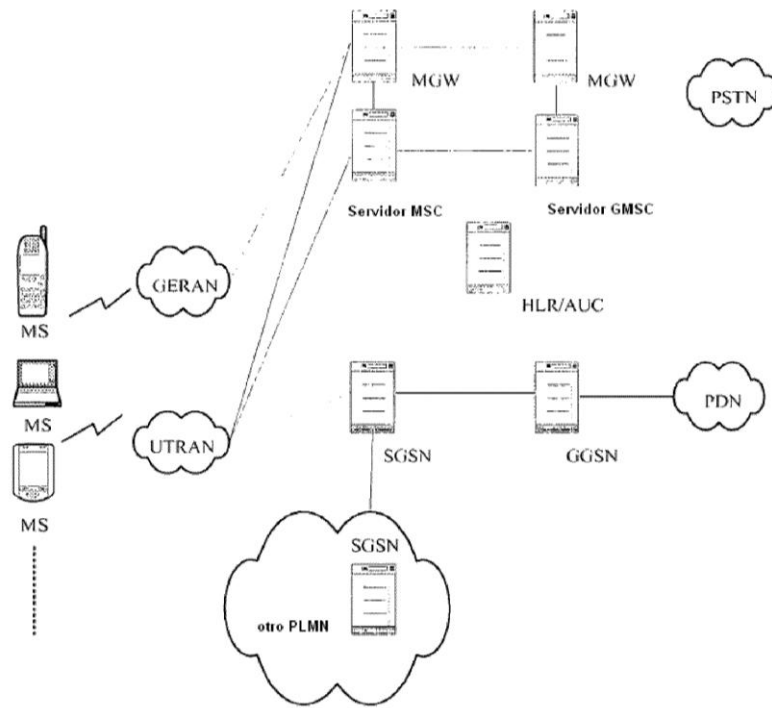 MGW
MGW
PSTN
Servidor MSC
Servidor GMSC
GERAN
HLR/AUC
MS
MS
UTRAN
SGSN
GGSN
PDN
MS
SGSN
otro PLMN